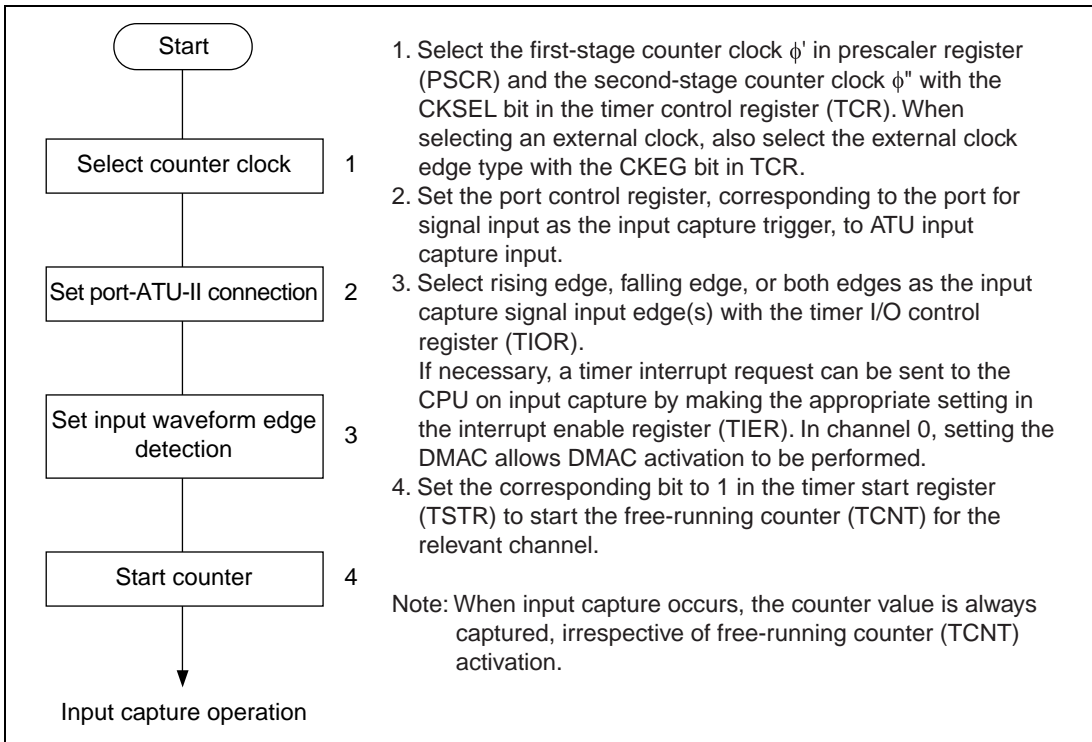 Start
Select counter clock
1
Set port-ATU-II connection
2
Set input waveform edge
detection
3
Start counter
4
Input capture operation
1. Select the first-stage counter clock ϕ' in prescaler register
(PSCR) and the second-stage counter clock ϕ" with the
CKSEL bit in the timer control register (TCR). When
selecting an external clock, also select the external clock
edge type with the CKEG bit in TCR.
2. Set the port control register, corresponding to the port for
signal input as the input capture trigger, to ATU input
capture input.
3. Select rising edge, falling edge, or both edges as the input
capture signal input edge(s) with the timer I/O control
register (TIOR).
If necessary, a timer interrupt request can be sent to the
CPU on input capture by making the appropriate setting in
the interrupt enable register (TIER). In channel 0, setting the
DMAC allows DMAC activation to be performed.
4. Set the corresponding bit to 1 in the timer start register
(TSTR) to start the free-running counter (TCNT) for the
relevant channel.
Note: When input capture occurs, the counter value is always
captured, irrespective of free-running counter (TCNT)
activation.